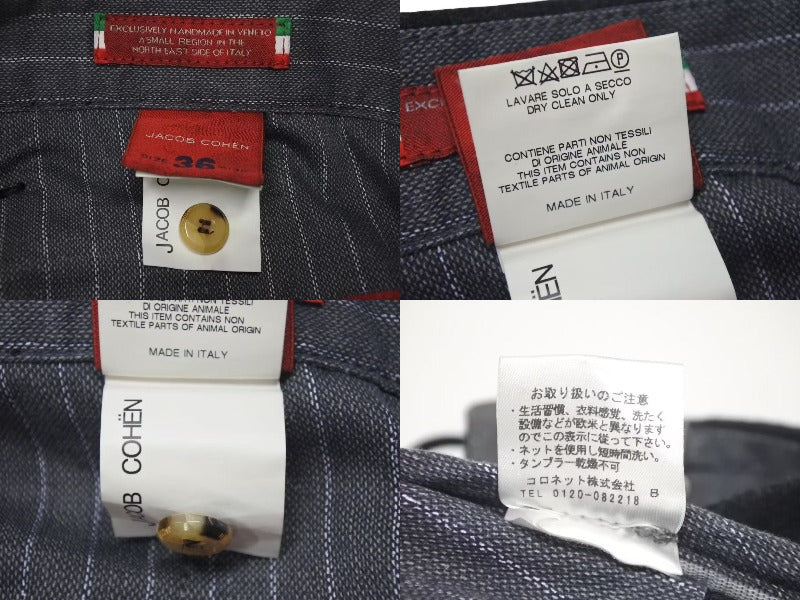 EXCLUSIVELY HANDMADE IN VENETO
A SMALL REGION IN THE
NORTH EAST SIDE OF ITALY
JACOB COHËN
SIZE 36
JACOB C
EXCL
LAVARE SOLO A SECCO
DRY CLEAN ONLY
CONTIENE PARTI NON TESSILI
DI ORIGINE ANIMALE
THIS ITEM CONTAINS NON
TEXTILE PARTS OF ANIMAL ORIGIN
MADE IN ITALY
ËN
DI ORIGINE ANIMALE
THIS ITEM CONTAINS NON
TEXTILE PARTS OF ANIMAL ORIGIN
MADE IN ITALY
JACOB COHËN
お取り扱いのご注意
・生活習慣、衣料感覚、洗たく
設備などが欧米と異なります
のでこの表示に従って下さい。
・ネットを使用し短時間洗い。
・タンブラー乾燥不可
コロネット株式会社 B
TEL 0120-082218